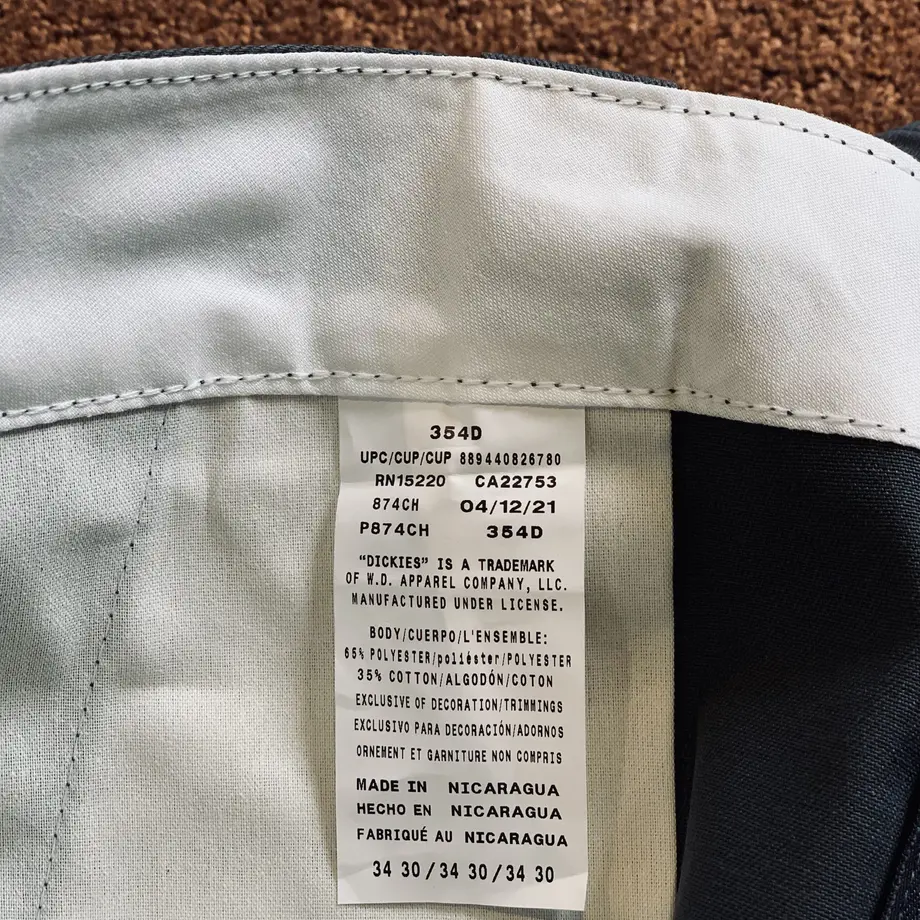 354D
UPC/CUP/CUP 889440826780
RN15220 CA22753
874CH 04/12/21
P874CH 354D
“DICKIES” IS A TRADEMARK
OF W.D. APPAREL COMPANY, LLC.
MANUFACTURED UNDER LICENSE.
BODY/CUERPO/L'ENSEMBLE:
65% POLYESTER/poliéster/POLYESTER
35% COTTON/ALGODÓN/COTON
EXCLUSIVE OF DECORATION/TRIMMINGS
EXCLUSIVO PARA DECORACIÓN/ADORNOS
ORNEMENT ET GARNITURE NON COMPRIS
MADE IN NICARAGUA
HECHO EN NICARAGUA
FABRIQUÉ AU NICARAGUA
34 30/34 30/34 30